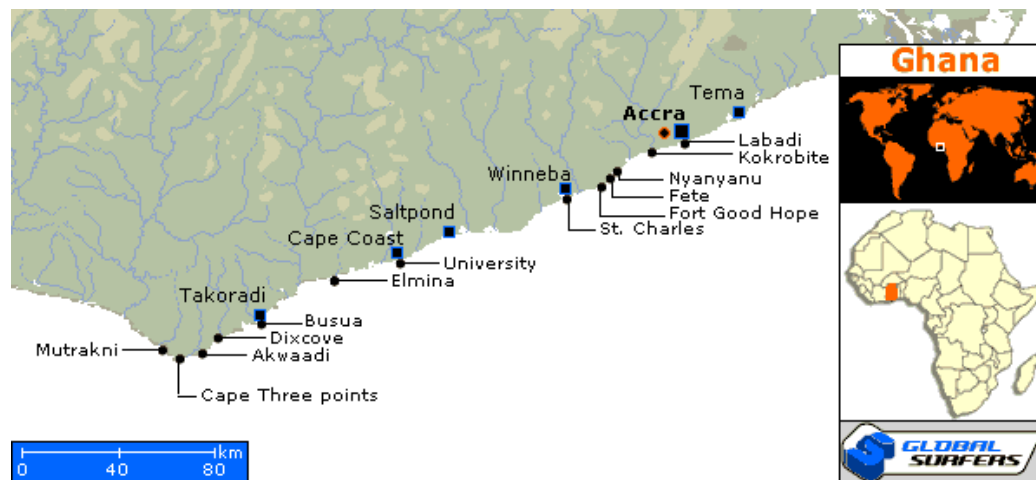 Ghana
Tema
Accra
Labadi
Kokrobite
Winneba
Nyanyanu
Fete
Fort Good Hope
St. Charles
Saltpond
Cape Coast
University
Elmina
Takoradi
Busua
Dixcove
Mutrakni
Akwaadi
Cape Three points
km
0 40 80
GLOBAL
SURFERS